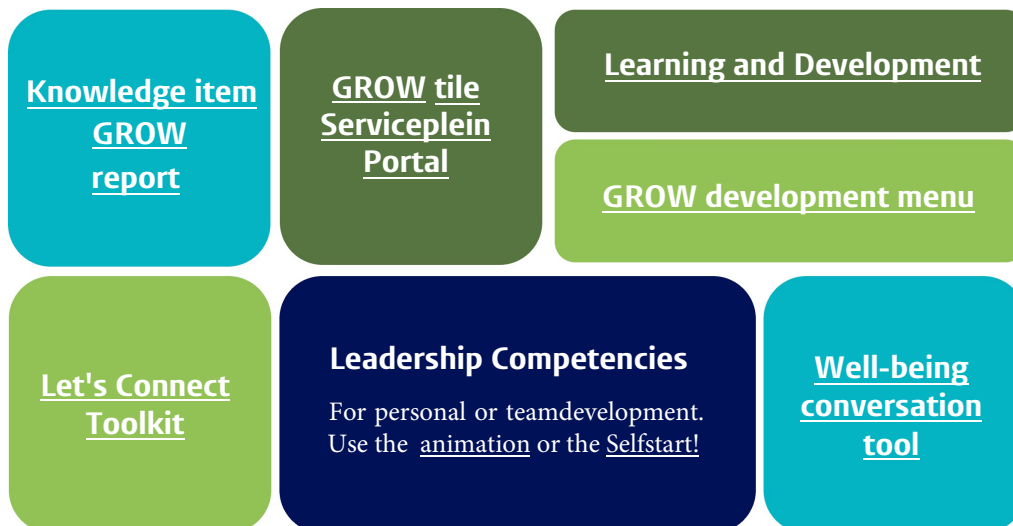 Knowledge item
GROW
report
GROW tile
Serviceplein
Portal
Learning and Development
GROW development menu
Let's Connect
Toolkit
Leadership Competencies
For personal or teamdevelopment.
Use the animation or the Selfstart!
Well-being
conversation
tool